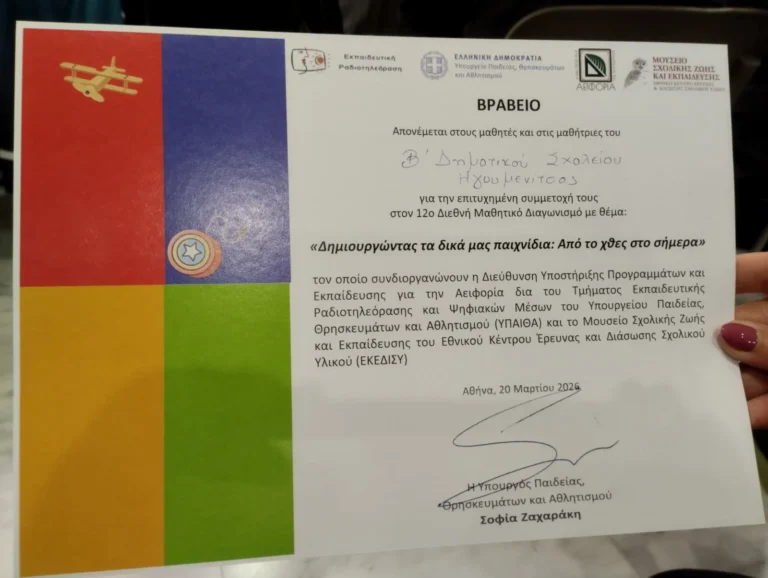 Εκπαιδευτική
Ραδιοτηλεόραση
ΕΛΛΗΝΙΚΗ ΔΗΜΟΚΡΑΤΙΑ
Υπουργείο Παιδείας, Θρησκευμάτων
και Αθλητισμού
ΑΕΙΦΟΡΙΑ
ΜΟΥΣΕΙΟ
ΣΧΟΛΙΚΗΣ ΖΩΗΣ
ΚΑΙ ΕΚΠΑΙΔΕΥΣΗΣ
ΒΡΑΒΕΙΟ
Απονέμεται στους μαθητές και στις μαθήτριες του
Β' Δημοτικού Σχολείου
Ηγουμενίτσας
για την επιτυχημένη συμμετοχή τους
στον 12ο Διεθνή Μαθητικό Διαγωνισμό με θέμα:
«Δημιουργώντας τα δικά μας παιχνίδια: Από το χθες στο σήμερα»
τον οποίο συνδιοργανώνουν η Διεύθυνση Υποστήριξης Προγραμμάτων και
Εκπαίδευσης για την Αειφορία δια του Τμήματος Εκπαιδευτικής
Ραδιοτηλεόρασης και Ψηφιακών Μέσων του Υπουργείου Παιδείας,
Θρησκευμάτων και Αθλητισμού (ΥΠΑΙΘΑ) και το Μουσείο Σχολικής Ζωής
και Εκπαίδευσης του Εθνικού Κέντρου Έρευνας και Διάσωσης Σχολικού
Υλικού (ΕΚΕΔΙΣΥ)
Αθήνα, 20 Μαρτίου 2026
Η Υπουργός Παιδείας,
Θρησκευμάτων και Αθλητισμού
Σοφία Ζαχαράκη